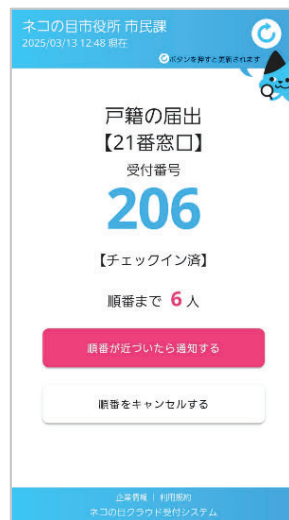 ネコの目市役所 市民課
2025/03/13 12:48 現在
ボタンを押すと更新されます
戸籍の届出
【21番窓口】
受付番号
206
【チェックイン済】
順番まで 6 人
順番が近づいたら通知する
順番をキャンセルする
企業情報 | 利用規約
ネコの目クラウド受付システム